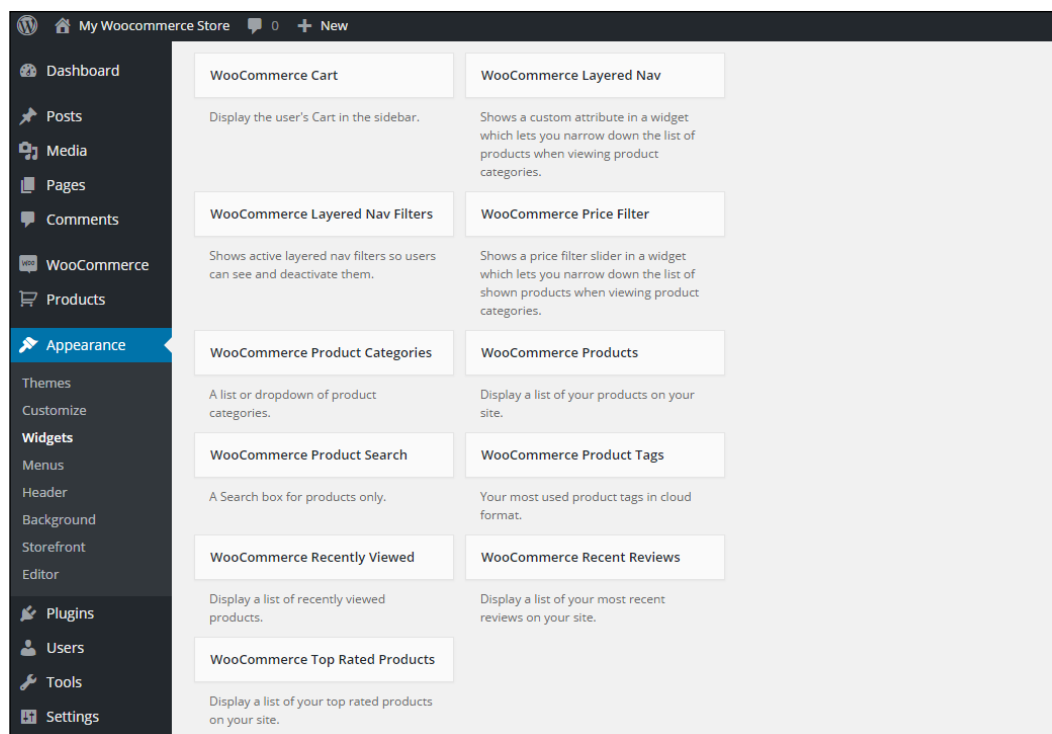 My Woocommerce Store 0 New
Dashboard
Posts
Media
Pages
Comments
WOO WooCommerce
Products
Appearance
Themes
Customize
Widgets
Menus
Header
Background
Storefront
Editor
Plugins
Users
Tools
Settings
WooCommerce Cart
Display the user's Cart in the sidebar.
WooCommerce Layered Nav
Shows a custom attribute in a widget
which lets you narrow down the list of
products when viewing product
categories.
WooCommerce Layered Nav Filters
Shows active layered nav filters so users
can see and deactivate them.
WooCommerce Price Filter
Shows a price filter slider in a widget
which lets you narrow down the list of
shown products when viewing product
categories.
WooCommerce Product Categories
A list or dropdown of product
categories.
WooCommerce Products
Display a list of your products on your
site.
WooCommerce Product Search
A Search box for products only.
WooCommerce Product Tags
Your most used product tags in cloud
format.
WooCommerce Recently Viewed
Display a list of recently viewed
products.
WooCommerce Recent Reviews
Display a list of your most recent
reviews on your site.
WooCommerce Top Rated Products
Display a list of your top rated products
on your site.